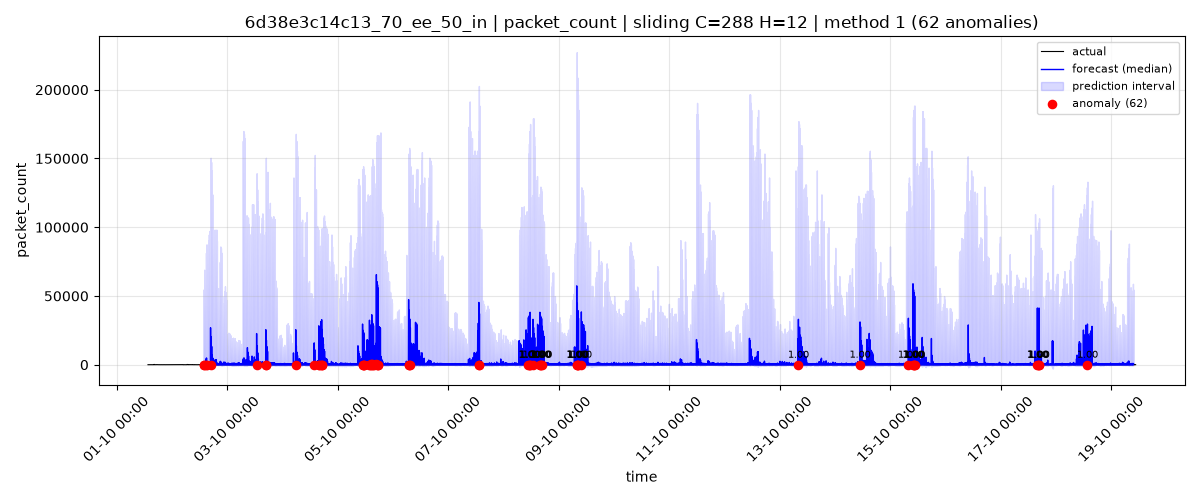 6d38e3c14c13_70_ee_50_in | packet_count | sliding C=288 H=12 | method 1 (62 anomalies)
actual
forecast (median)
prediction interval
anomaly (62)
packet_count
200000
150000
100000
50000
0
1.00
01-10 00:00
03-10 00:00
05-10 00:00
07-10 00:00
09-10 00:00
11-10 00:00
13-10 00:00
15-10 00:00
17-10 00:00
19-10 00:00
time